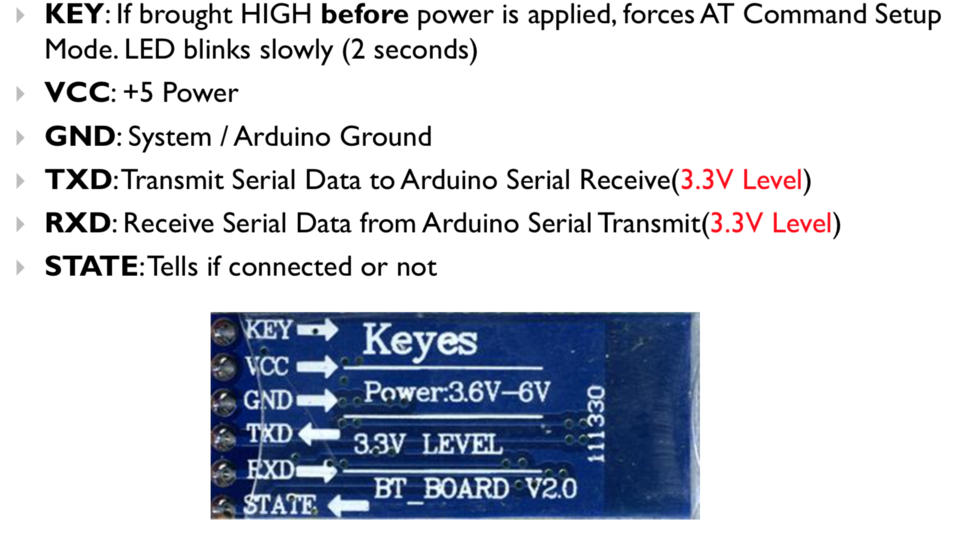 KEY: If brought HIGH before power is applied, forces AT Command Setup
Mode. LED blinks slowly (2 seconds)
VCC: +5 Power
GND: System / Arduino Ground
TXD: Transmit Serial Data to Arduino Serial Receive(3.3V Level)
RXD: Receive Serial Data from Arduino Serial Transmit(3.3V Level)
STATE: Tells if connected or not
KEY
VCC
GND
TXD
RXD
STATE
Keyes
Power:3.6V-6V
3.3V LEVEL
BT_BOARD V2.0
111330